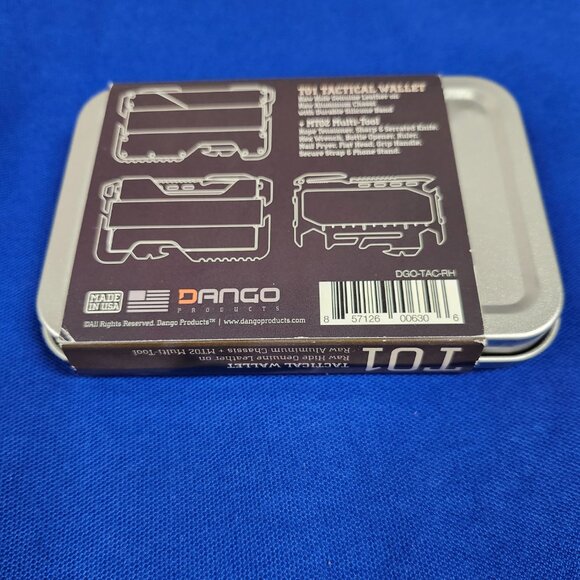 T01 TACTICAL WALLET
Raw Hide Genuine Leather on
Raw Aluminum Chassis
with Durable Silicone Band
+ MT02 Multi-Tool
Rope Tensioner, Sharp & Serrated Knife,
Hex Wrench, Bottle Opener, Ruler,
Nail Pryer, Flat Head, Grip Handle,
Secure Strap & Phone Stand.
DGO-TAC-RH
8 57126 00630 6
MADE
IN USA
DANGO
PRODUCTS
©All Rights Reserved. Dango Products™ | www.dangoproducts.com
T01
TACTICAL WALLET
Raw Hide Genuine Leather on
Raw Aluminum Chassis + MT02 Multi-Tool